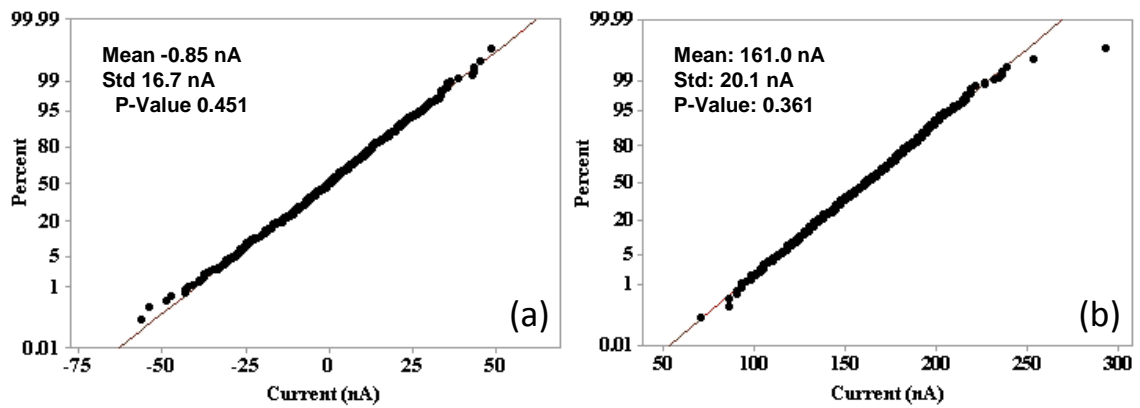 99.99
99
95
80
50
20
5
1
0.01
Percent
Mean -0.85 nA
Std 16.7 nA
P-Value 0.451
(a)
-75 -50 -25 0 25 50
Current (nA)
99.99
99
95
80
50
20
5
1
0.01
Percent
Mean: 161.0 nA
Std: 20.1 nA
P-Value: 0.361
(b)
50 100 150 200 250 300
Current (nA)